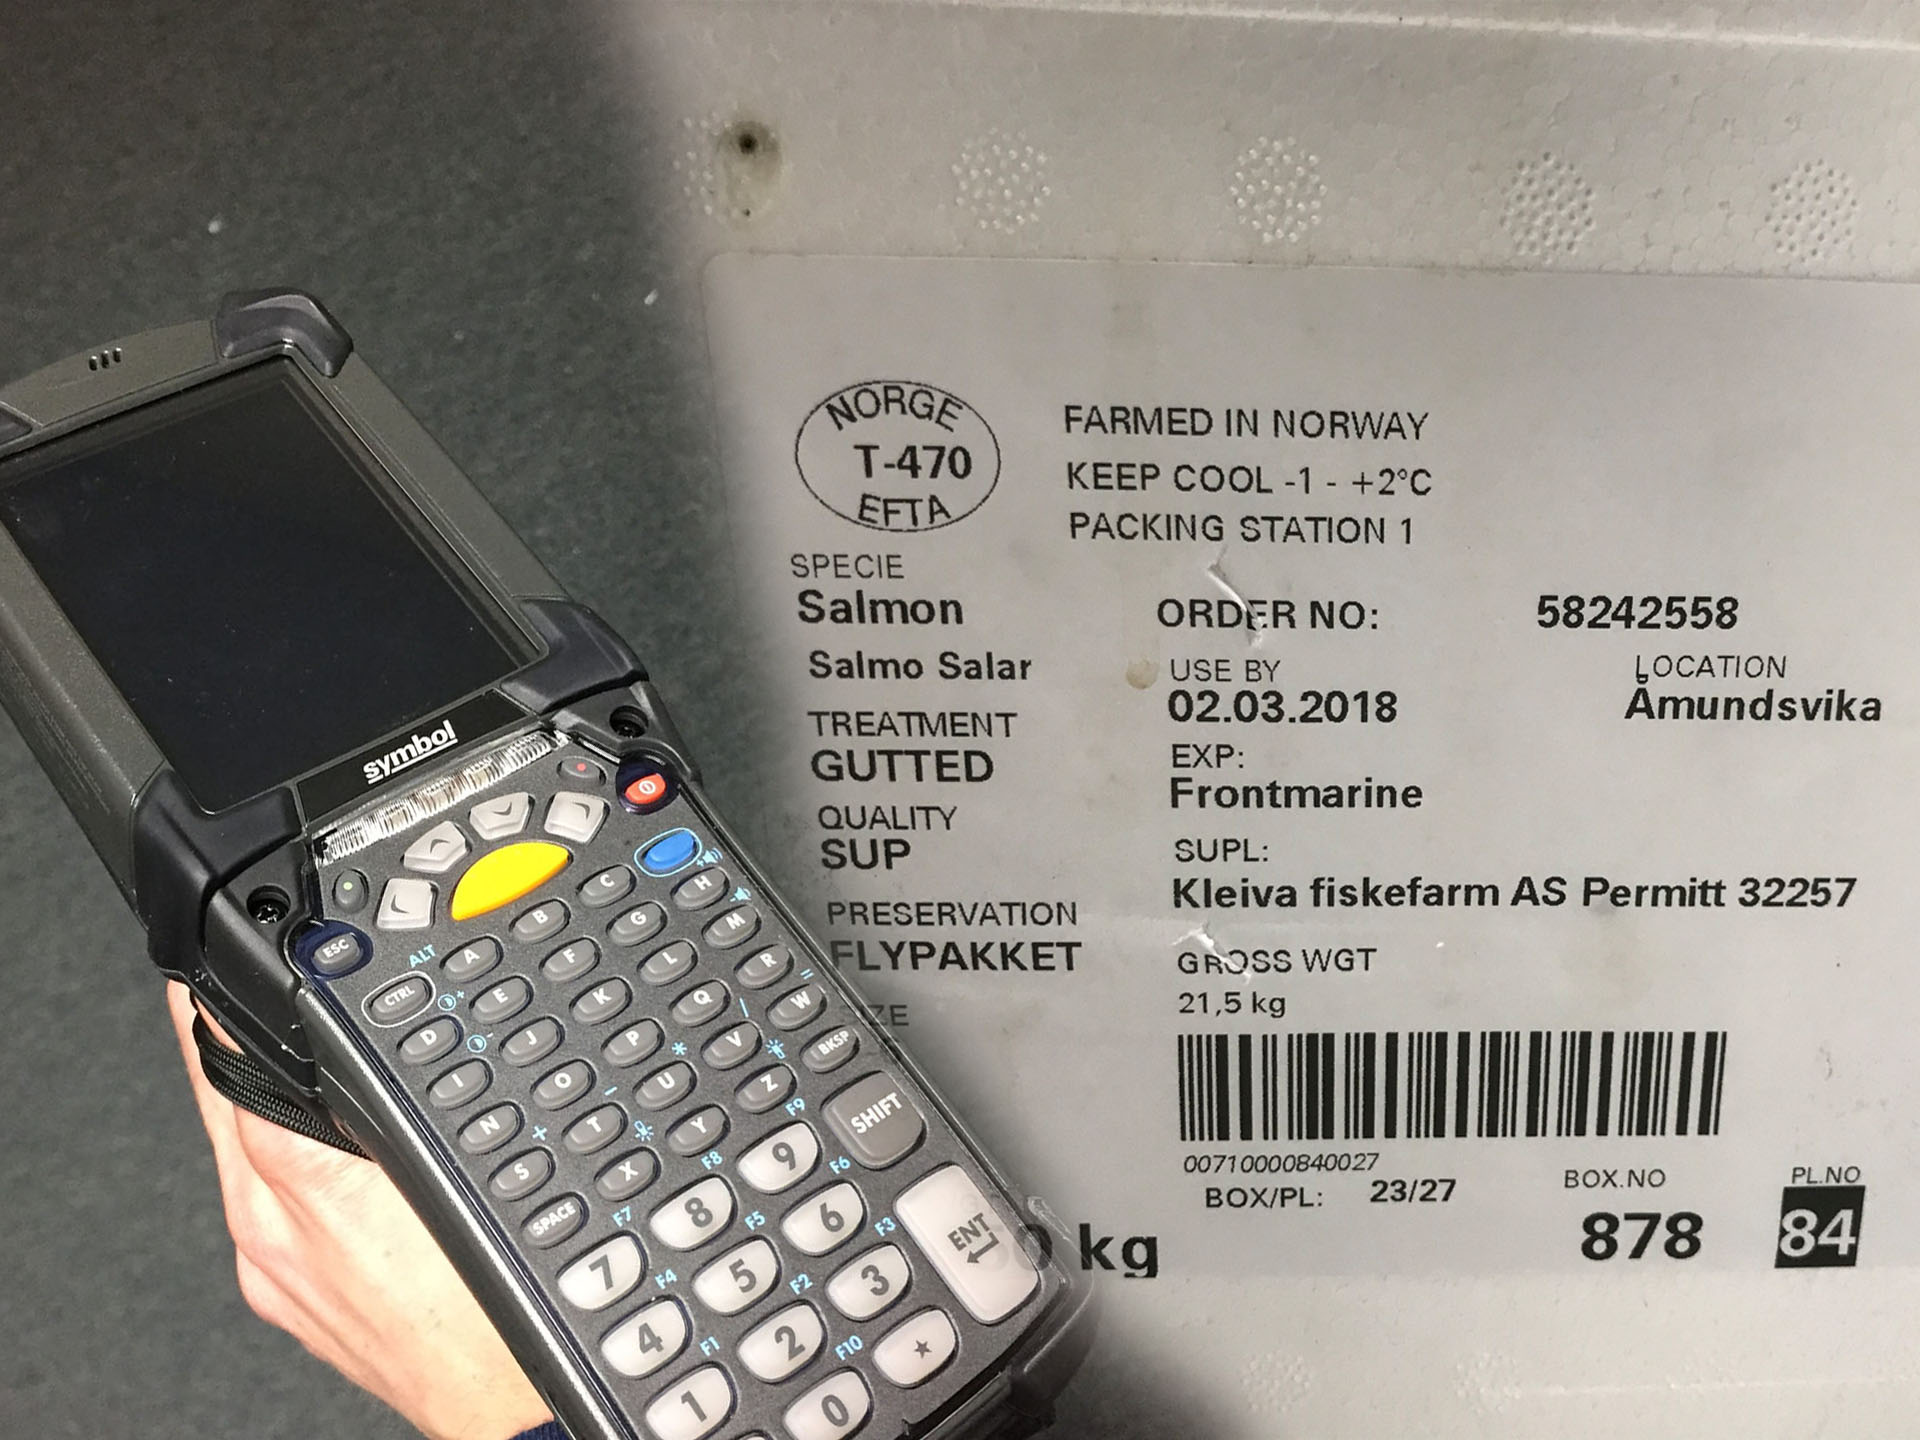 NORGE
T-470
EFTA
FARMED IN NORWAY
KEEP COOL -1 - +2°C
PACKING STATION 1
SPECIE
Salmon
Salmo Salar
ORDER NO: 58242558
USE BY
02.03.2018
LOCATION
Åmundsvika
TREATMENT
GUTTED
EXP:
Frontmarine
QUALITY
SUP
SUPL:
Kleiva fiskefarm AS Permitt 32257
PRESERVATION
FLYPAKKET
GROSS WGT
21,5 kg
00710000840027
BOX/PL: 23/27
BOX.NO
878
PL.NO
84
kg
symbol
ESC
ALT
CTRL
A B C
D E F G H
I J K L M
N O P Q R
S T U V W
X Y Z BKSP
SPACE
SHIFT
+ - * / =
F7 F8 F9
7 8 9
F4 F5 F6
4 5 6
F1 F2 F3
1 2 3
F10
0 *
ENT